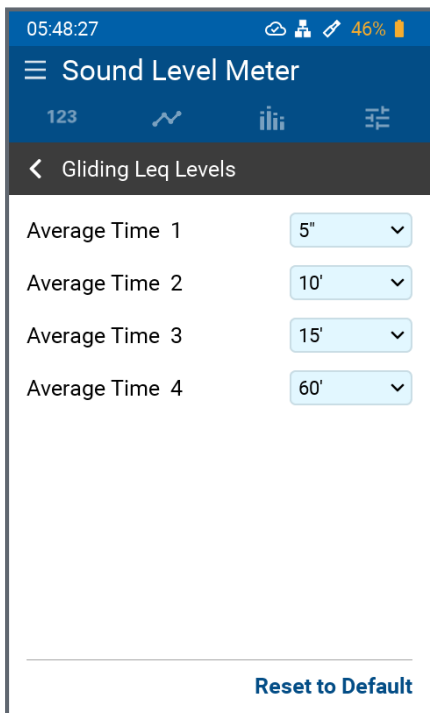 05:48:27 46%
Sound Level Meter
123
Gliding Leq Levels
Average Time 1 5"
Average Time 2 10'
Average Time 3 15'
Average Time 4 60'
Reset to Default